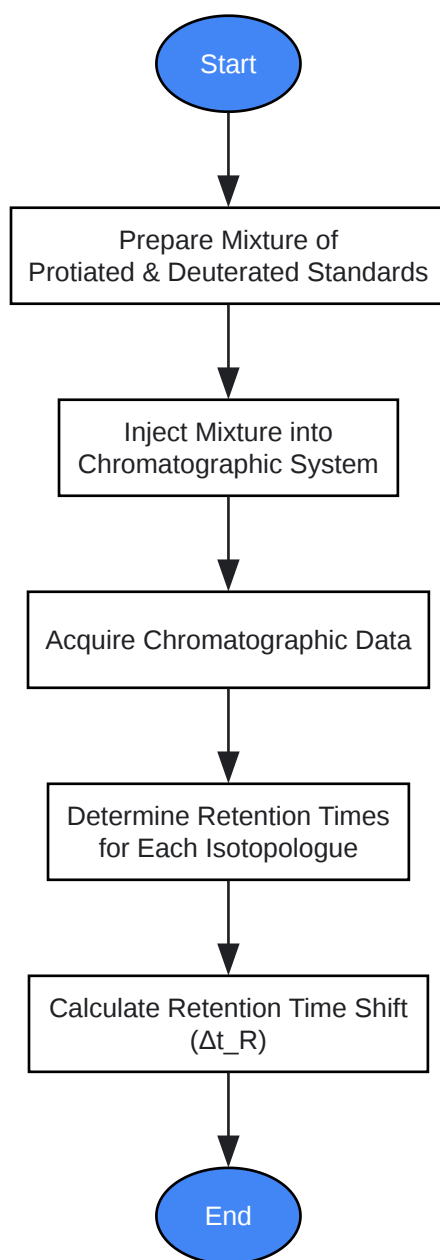 Start
Prepare Mixture of
Protiated & Deuterated Standards
Inject Mixture into
Chromatographic System
Acquire Chromatographic Data
Determine Retention Times
for Each Isotopologue
Calculate Retention Time Shift
(Δt_R)
End